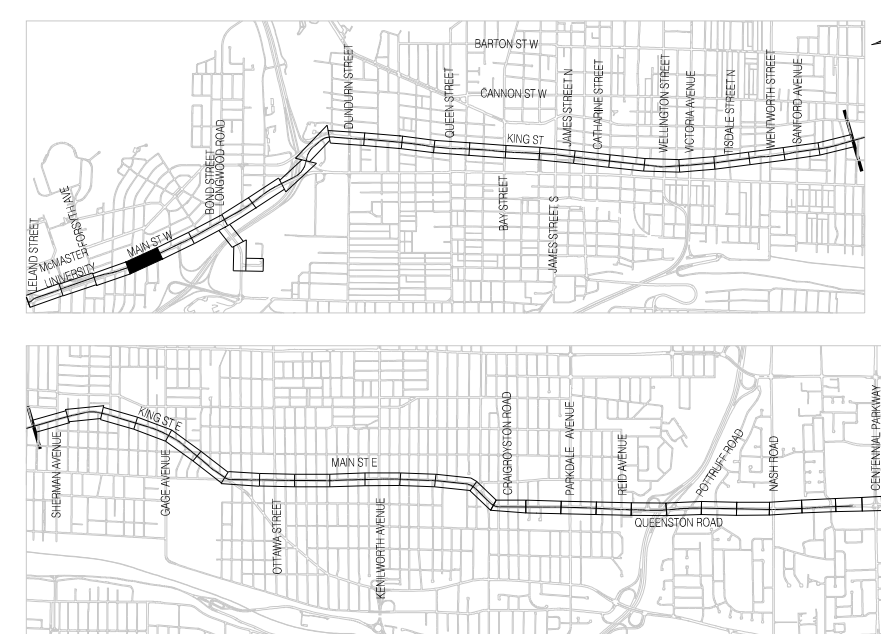 BARTON ST W
DUNDURN STREET
QUEEN STREET
CANNON ST W
JAMES STREET N
CATHARINE STREET
WELLINGTON STREET
VICTORIA AVENUE
TISDALE STREET N
WENTWORTH STREET
SANFORD AVENUE
KING ST
BOND STREET
LONGWOOD ROAD
BAY STREET
JAMES STREET S
LELAND STREET
FORSYTH AVE
McMASTER
UNIVERSITY
MAIN ST W
KING ST E
MAIN ST E
SHERMAN AVENUE
GAGE AVENUE
OTTAWA STREET
KENILWORTH AVENUE
CRAIGROYSTON ROAD
PARKDALE AVENUE
REID AVENUE
QUEENSTON ROAD
POTTRUFF ROAD
NASH ROAD
CENTENNIAL PARKWAY